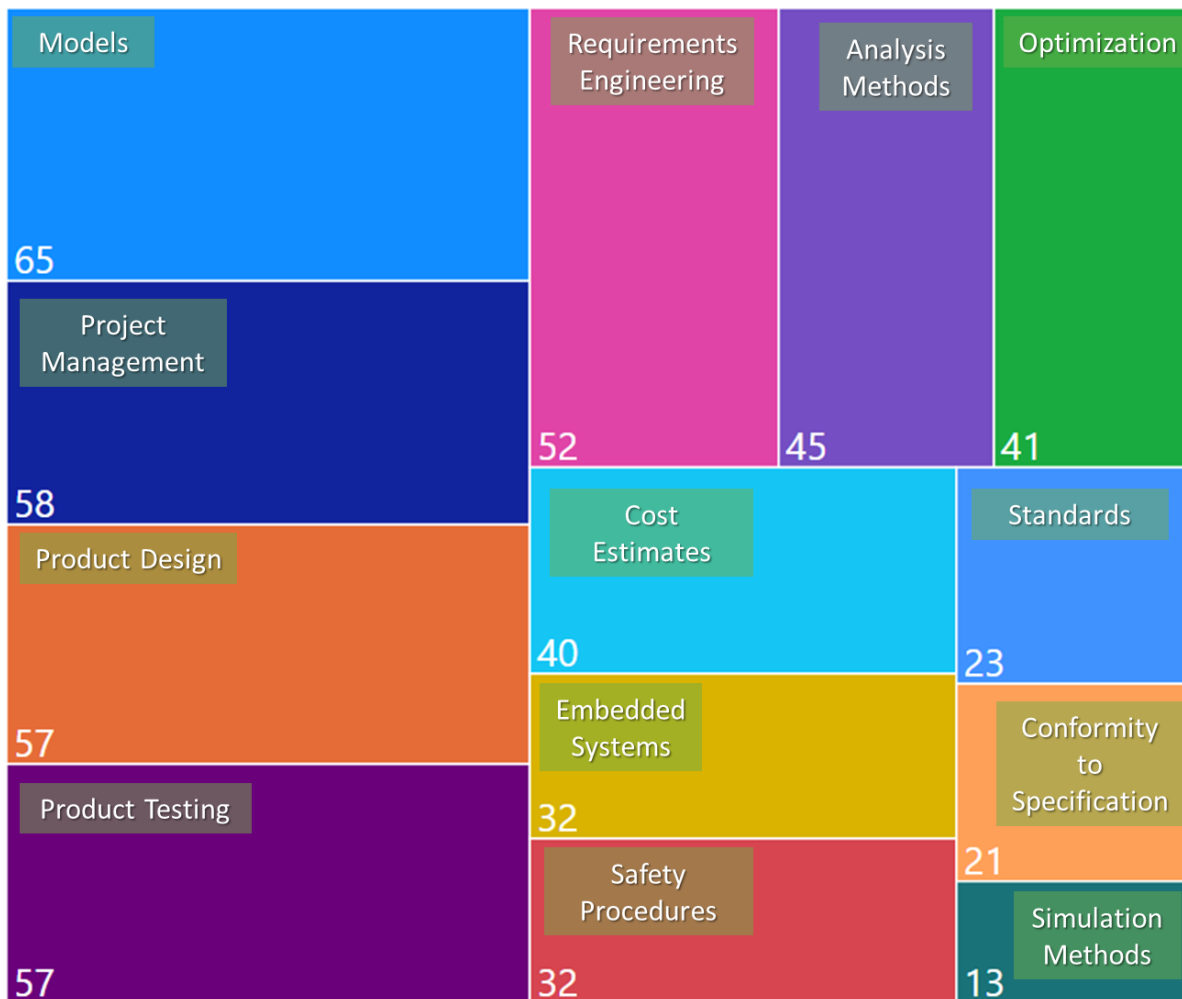 Models
65
Project
Management
58
Product Design
57
Product Testing
57
Requirements
Engineering
52
Analysis
Methods
45
Optimization
41
Cost
Estimates
40
Embedded
Systems
32
Safety
Procedures
32
Standards
23
Conformity
to
Specification
21
Simulation
Methods
13